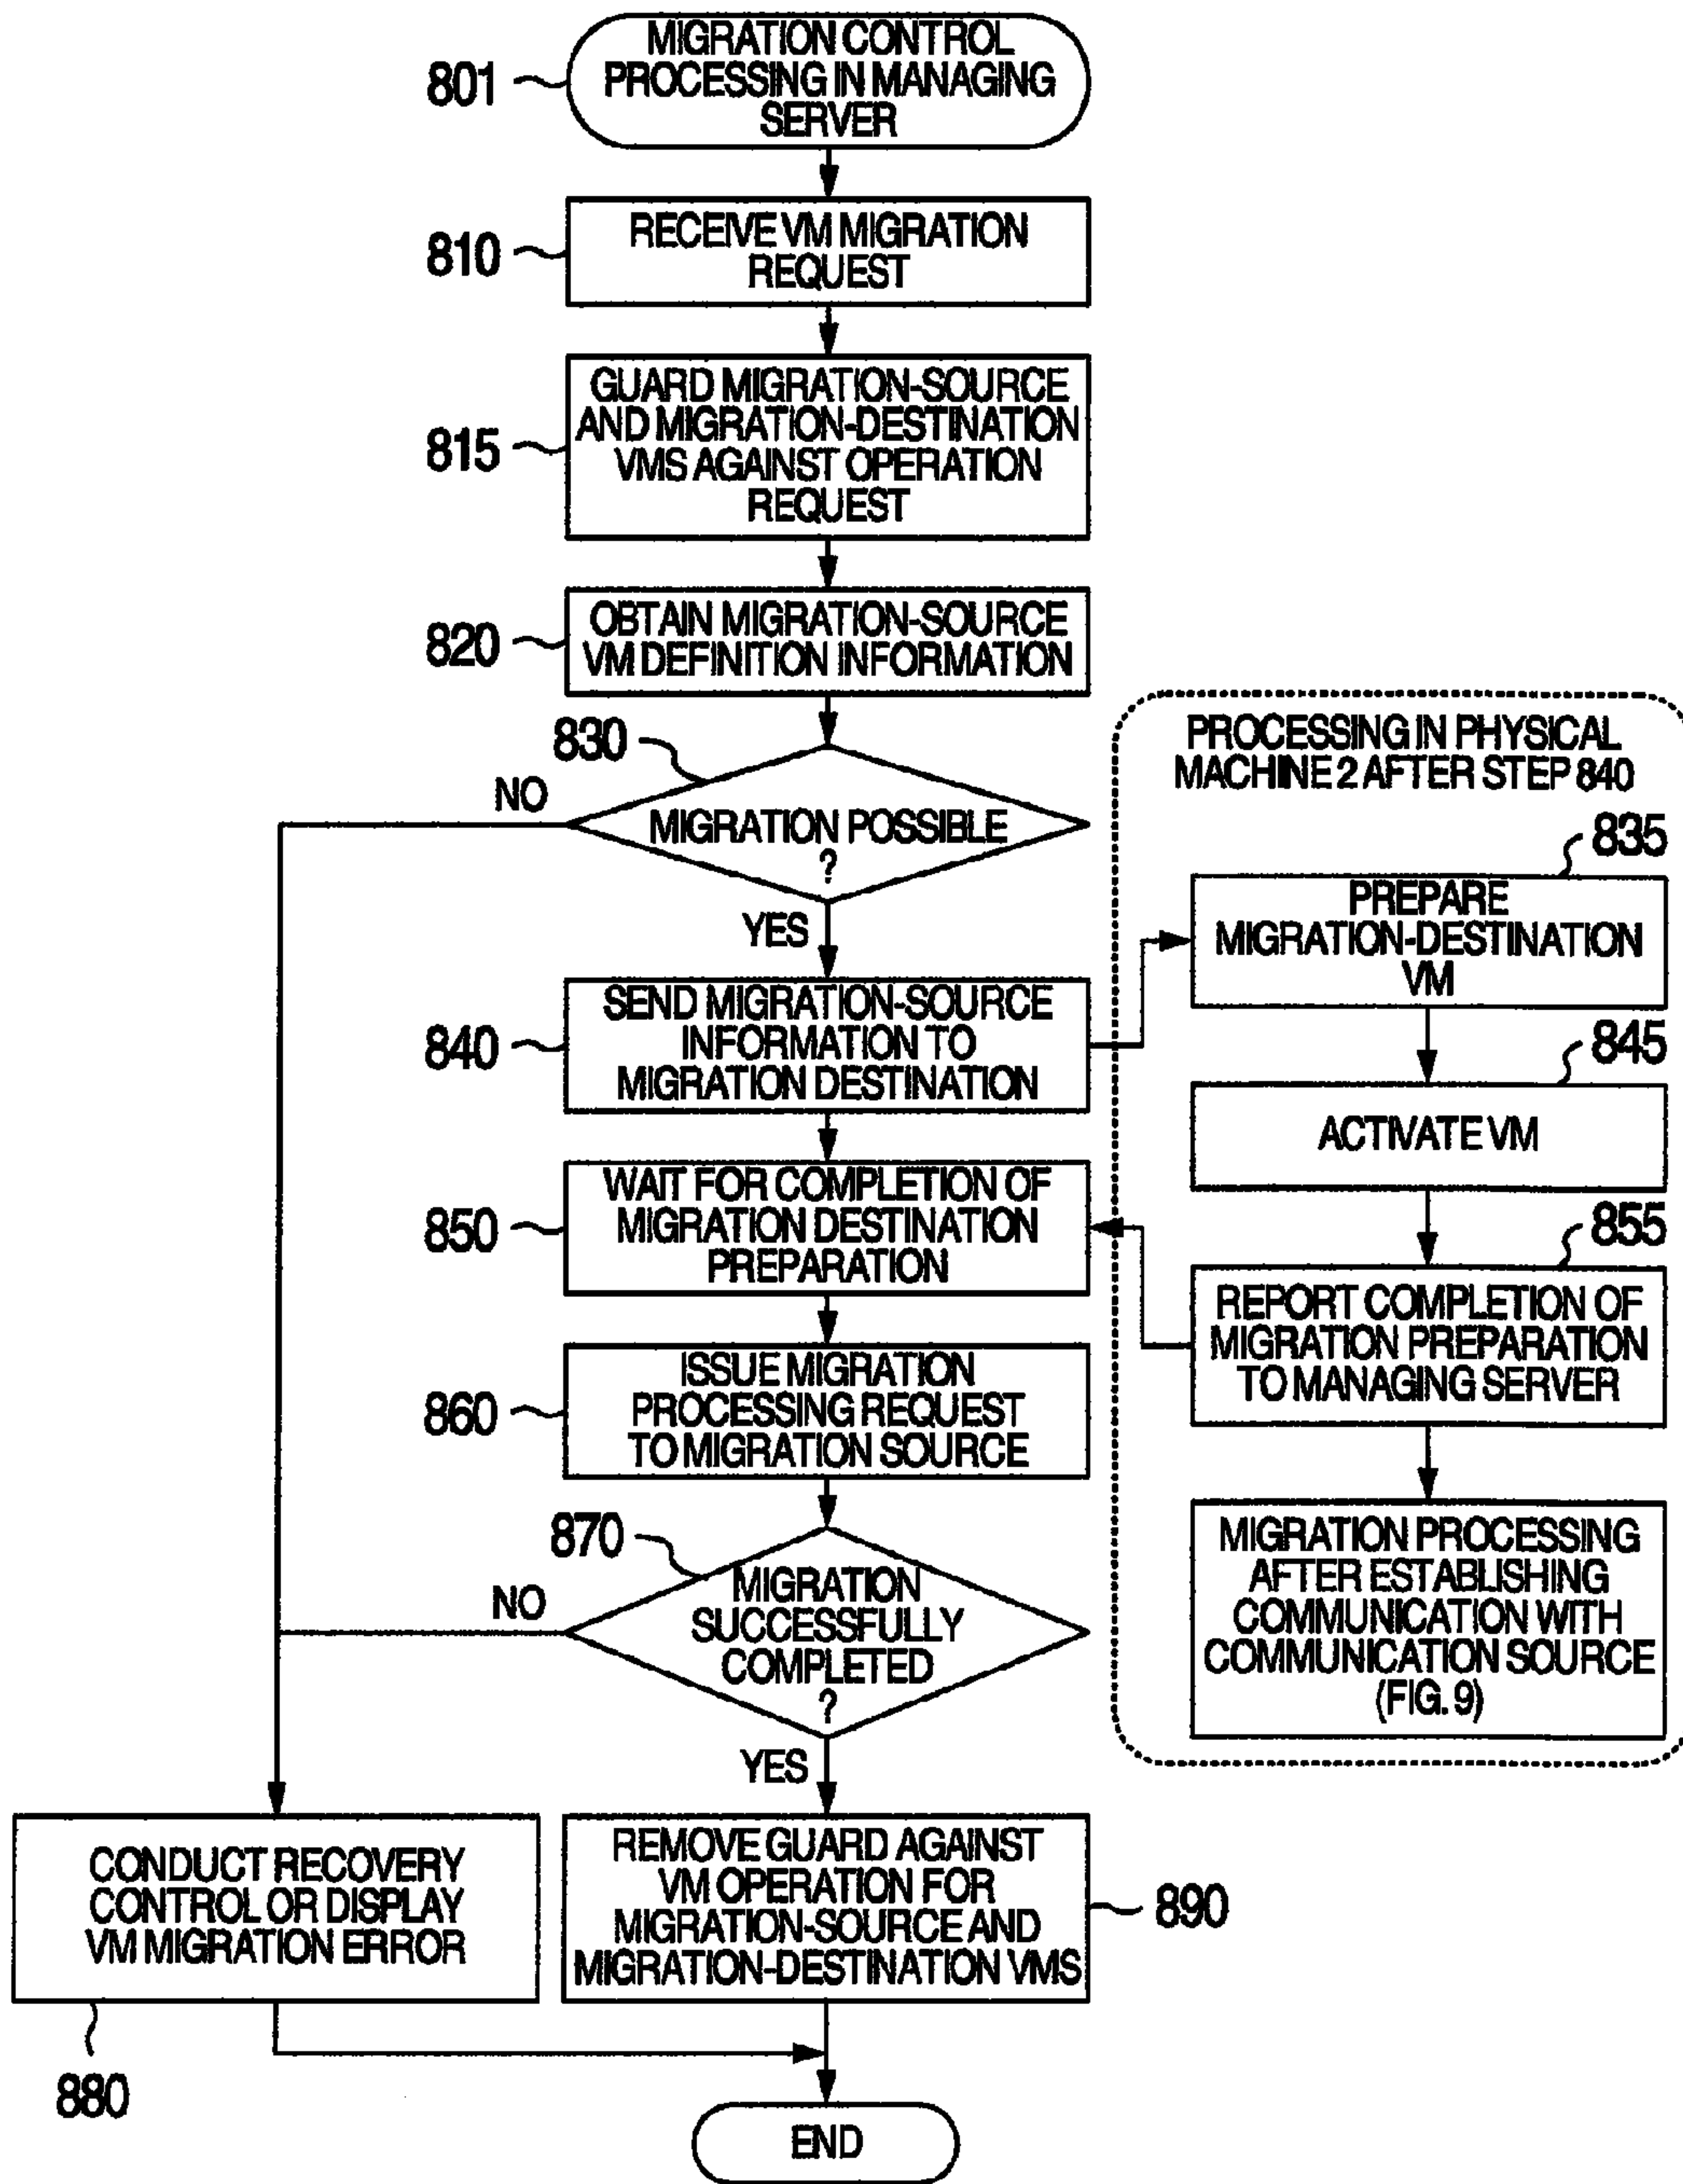 801
MIGRATION CONTROL
PROCESSING IN MANAGING
SERVER
810
RECEIVE VM MIGRATION
REQUEST
815
GUARD MIGRATION-SOURCE
AND MIGRATION-DESTINATION
VMS AGAINST OPERATION
REQUEST
820
OBTAIN MIGRATION-SOURCE
VM DEFINITION INFORMATION
830
NO
MIGRATION POSSIBLE
?
YES
840
SEND MIGRATION-SOURCE
INFORMATION TO
MIGRATION DESTINATION
850
WAIT FOR COMPLETION OF
MIGRATION DESTINATION
PREPARATION
860
ISSUE MIGRATION
PROCESSING REQUEST
TO MIGRATION SOURCE
870
NO
MIGRATION
SUCCESSFULLY
COMPLETED
?
YES
PROCESSING IN PHYSICAL
MACHINE 2 AFTER STEP 840
835
PREPARE
MIGRATION-DESTINATION
VM
845
ACTIVATE VM
855
REPORT COMPLETION OF
MIGRATION PREPARATION
TO MANAGING SERVER
MIGRATION PROCESSING
AFTER ESTABLISHING
COMMUNICATION WITH
COMMUNICATION SOURCE
(FIG. 9)
CONDUCT RECOVERY
CONTROL OR DISPLAY
VM MIGRATION ERROR
880
REMOVE GUARD AGAINST
VM OPERATION FOR
MIGRATION-SOURCE AND
MIGRATION-DESTINATION VMS
890
END